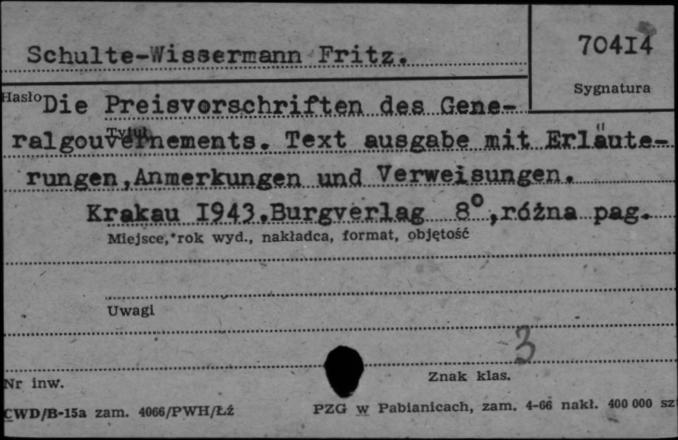 Schulte-Wissermann Fritz.
70414
Sygnatura
Hasło
Die Preisvorschriften des Gene-
Tytuł
ralgouvernements. Text ausgabe mit Erläute-
rungen,Anmerkungen und Verweisungen.
Krakau I943.Burgverlag 8°,różna pag.
Miejsce, rok wyd., nakładca, format, objętość
Uwagi
3
Nr inw.
Znak klas.
CWD/B-15a zam. 4066/PWH/Łź
PZG w Pabianicach, zam. 4-66 nakł. 400 000 sz